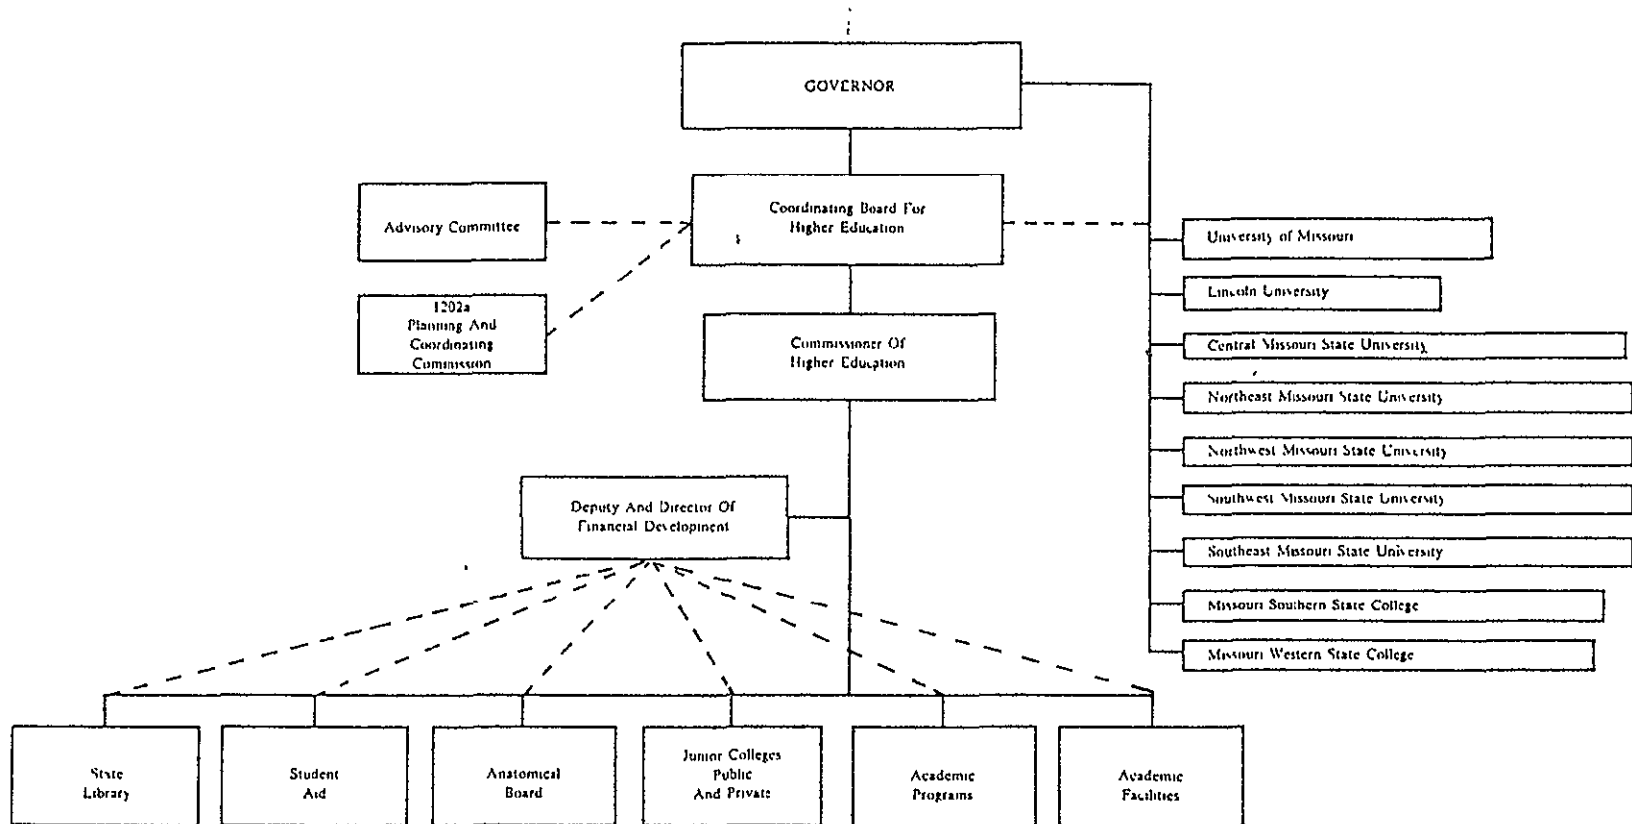 GOVERNOR
Advisory Committee
Coordinating Board For
Higher Education
1202a
Planning And
Coordinating
Commission
Commissioner Of
Higher Education
University of Missouri
Lincoln University
Central Missouri State University
Northeast Missouri State University
Northwest Missouri State University
Southwest Missouri State University
Southeast Missouri State University
Missouri Southern State College
Missouri Western State College
Deputy And Director Of
Financial Development
State
Library
Student
Aid
Anatomical
Board
Junior Colleges
Public
And Private
Academic
Programs
Academic
Facilities